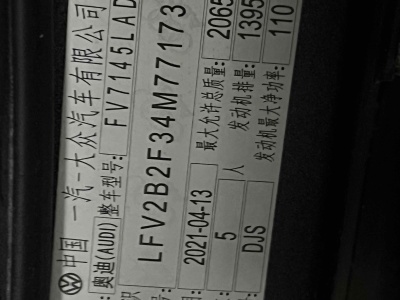 中国 一汽-大众汽车有限公司
奥迪(AUDI) 整车型号: FV7145LAD
LFV2B2F34M77173
2021-04-13 最大允许总质量: 2065
5 人 发动机排量: 1395
DJS 发动机最大净功率: 110